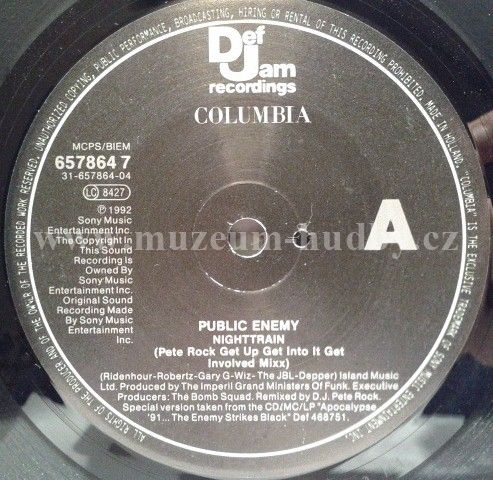 ALL RIGHTS OF THE PRODUCER AND OF THE OWNER OF THE RECORDED WORK RESERVED. UNAUTHORIZED COPYING, PUBLIC PERFORMANCE, BROADCASTING, HIRING OR RENTAL OF THIS RECORDING PROHIBITED. MADE IN HOLLAND. "COLUMBIA" IS THE EXCLUSIVE TRADEMARK OF SONY MUSIC ENTERTAINMENT INC.
Def
Jam
recordings
COLUMBIA
MCPS/BIEM
657864 7
31-657864-04
LC 8427
℗ 1992
Sony Music
Entertainment Inc.
The Copyright In
This Sound
Recording Is
Owned By
Sony Music
Entertainment Inc.
Original Sound
Recording Made
By Sony Music
Entertainment
Inc.
A
www.muzeum-hudby.cz
PUBLIC ENEMY
NIGHTTRAIN
(Pete Rock Get Up Get Into It Get
Involved Mixx)
(Ridenhour-Robertz-Gary G-Wiz- The JBL-Depper) Island Music
Ltd. Produced by The Imperil Grand Ministers Of Funk. Executive
Producers: The Bomb Squad. Remixed by D.J. Pete Rock.
Special version taken from the CD/MC/LP "Apocalypse
'91... The Enemy Strikes Black" Def 468751.